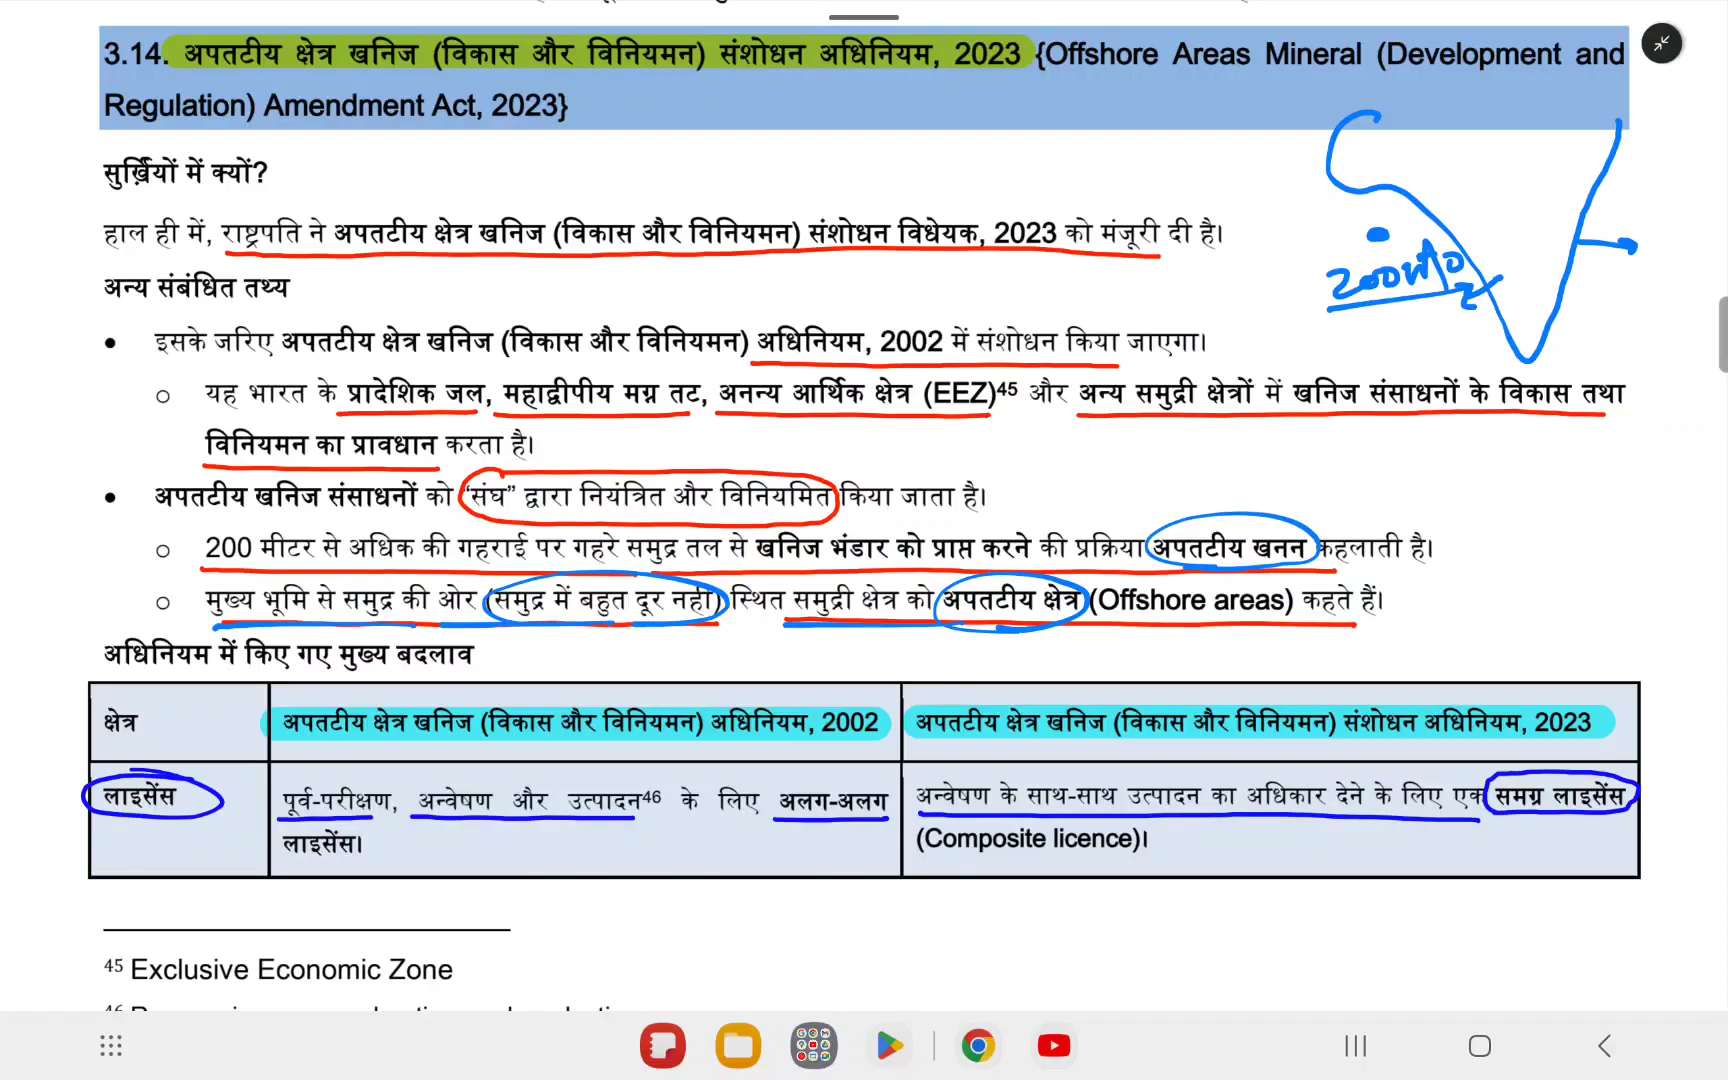 3.14. अपतटीय क्षेत्र खनिज (विकास और विनियमन) संशोधन अधिनियम, 2023 {Offshore Areas Mineral (Development and
Regulation) Amendment Act, 2023}
सुर्ख़ियों में क्यों?
हाल ही में, राष्ट्रपति ने अपतटीय क्षेत्र खनिज (विकास और विनियमन) संशोधन विधेयक, 2023 को मंजूरी दी है।
अन्य संबंधित तथ्य
• इसके जरिए अपतटीय क्षेत्र खनिज (विकास और विनियमन) अधिनियम, 2002 में संशोधन किया जाएगा।
○ यह भारत के प्रादेशिक जल, महाद्वीपीय मग्न तट, अनन्य आर्थिक क्षेत्र (EEZ)45 और अन्य समुद्री क्षेत्रों में खनिज संसाधनों के विकास तथा
विनियमन का प्रावधान करता है।
• अपतटीय खनिज संसाधनों को "संघ" द्वारा नियंत्रित और विनियमित किया जाता है।
○ 200 मीटर से अधिक की गहराई पर गहरे समुद्र तल से खनिज भंडार को प्राप्त करने की प्रक्रिया अपतटीय खनन कहलाती है।
○ मुख्य भूमि से समुद्र की ओर (समुद्र में बहुत दूर नहीं) स्थित समुद्री क्षेत्र को अपतटीय क्षेत्र (Offshore areas) कहते हैं।
अधिनियम में किए गए मुख्य बदलाव
क्षेत्र अपतटीय क्षेत्र खनिज (विकास और विनियमन) अधिनियम, 2002 अपतटीय क्षेत्र खनिज (विकास और विनियमन) संशोधन अधिनियम, 2023
लाइसेंस पूर्व-परीक्षण, अन्वेषण और उत्पादन46 के लिए अलग-अलग अन्वेषण के साथ-साथ उत्पादन का अधिकार देने के लिए एक समग्र लाइसेंस
लाइसेंस। (Composite licence)।
45 Exclusive Economic Zone